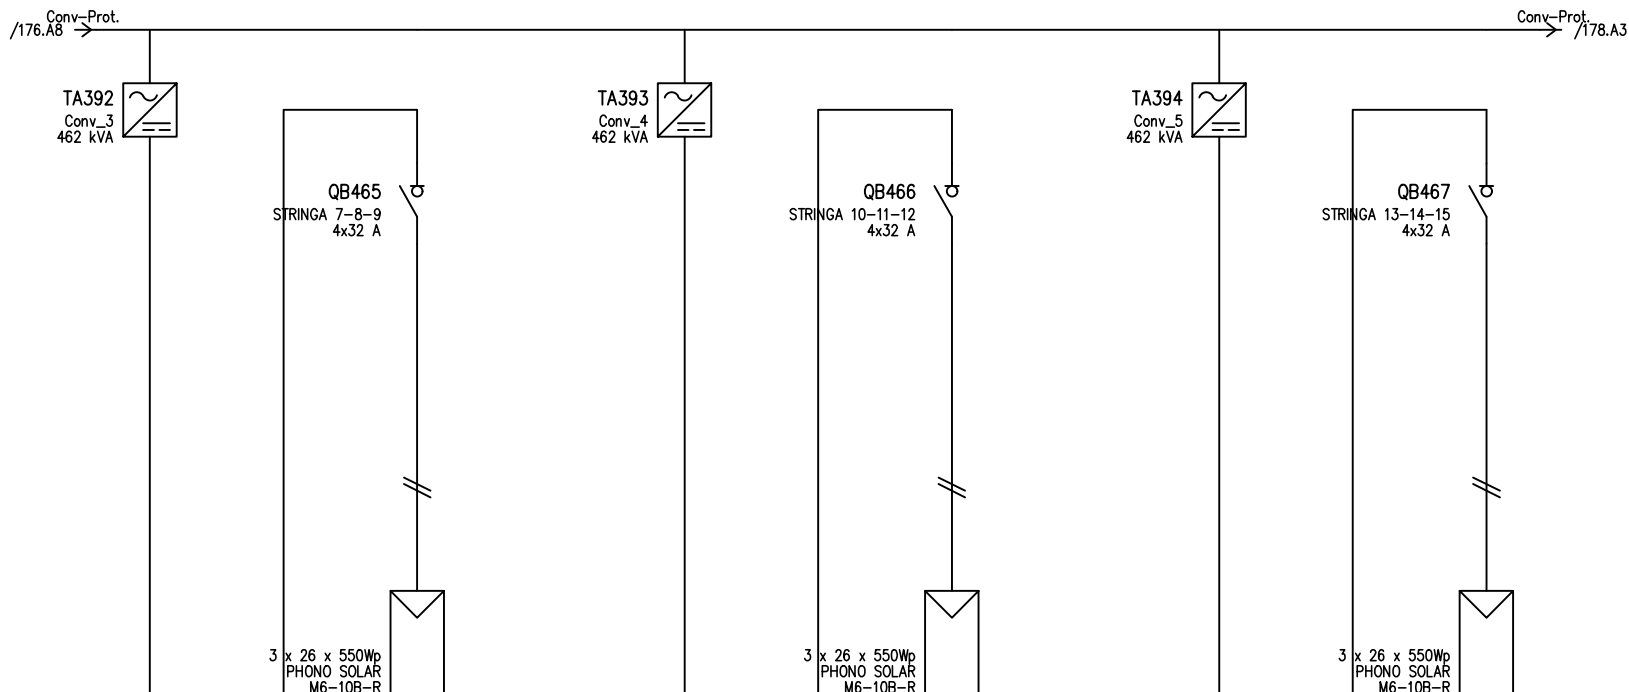 Conv-Prot.
/176.A8
Conv-Prot.
/178.A3
TA392
Conv_3
462 kVA
QB465
STRINGA 7-8-9
4x32 A
TA393
Conv_4
462 kVA
QB466
STRINGA 10-11-12
4x32 A
TA394
Conv_5
462 kVA
QB467
STRINGA 13-14-15
4x32 A
3 x 26 x 550Wp
PHONO SOLAR
M6-10B-R
3 x 26 x 550Wp
PHONO SOLAR
M6-10B-R
3 x 26 x 550Wp
PHONO SOLAR
M6-10B-R